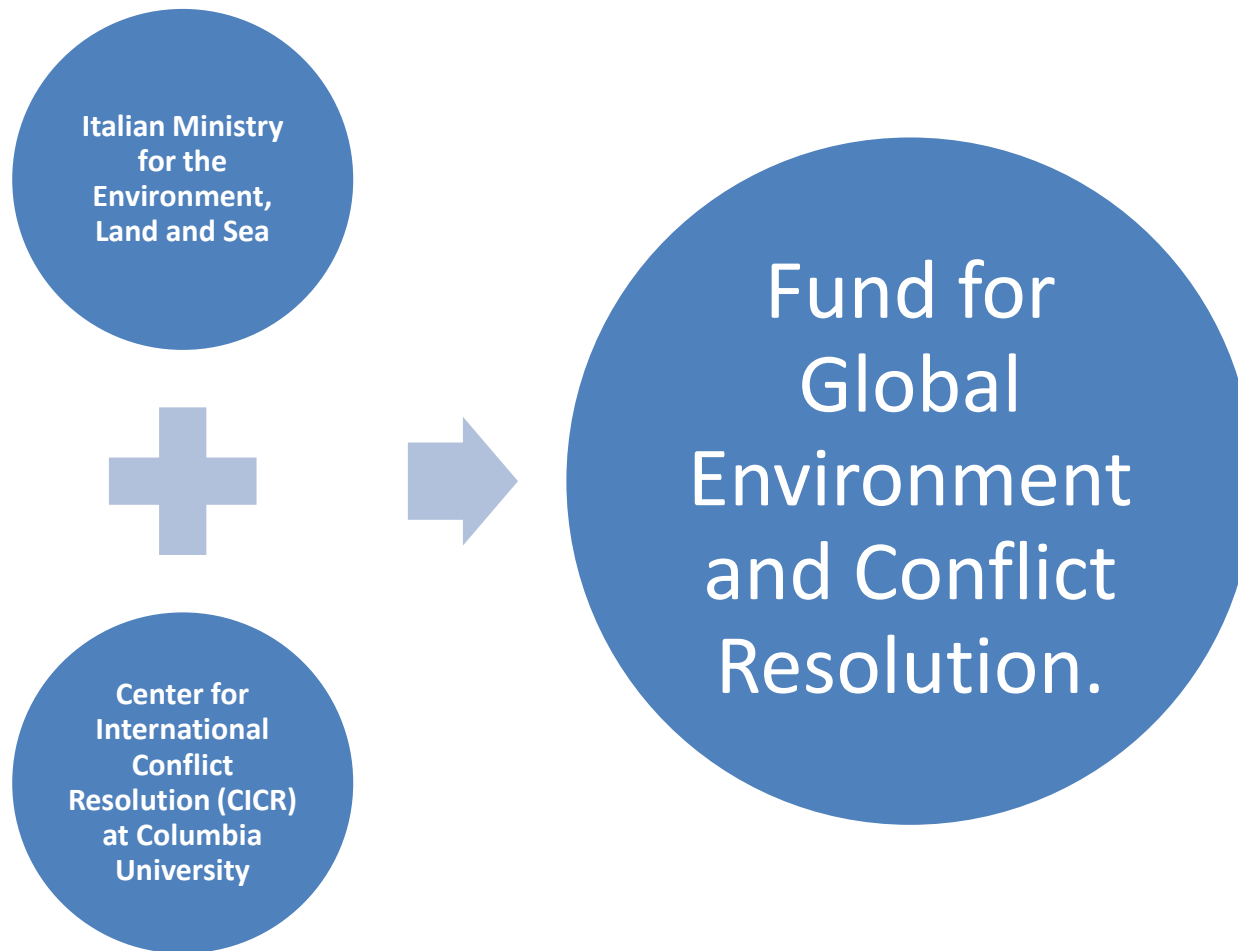 Italian Ministry
for the
Environment,
Land and Sea
Center for
International
Conflict
Resolution (CICR)
at Columbia
University
Fund for
Global
Environment
and Conflict
Resolution.